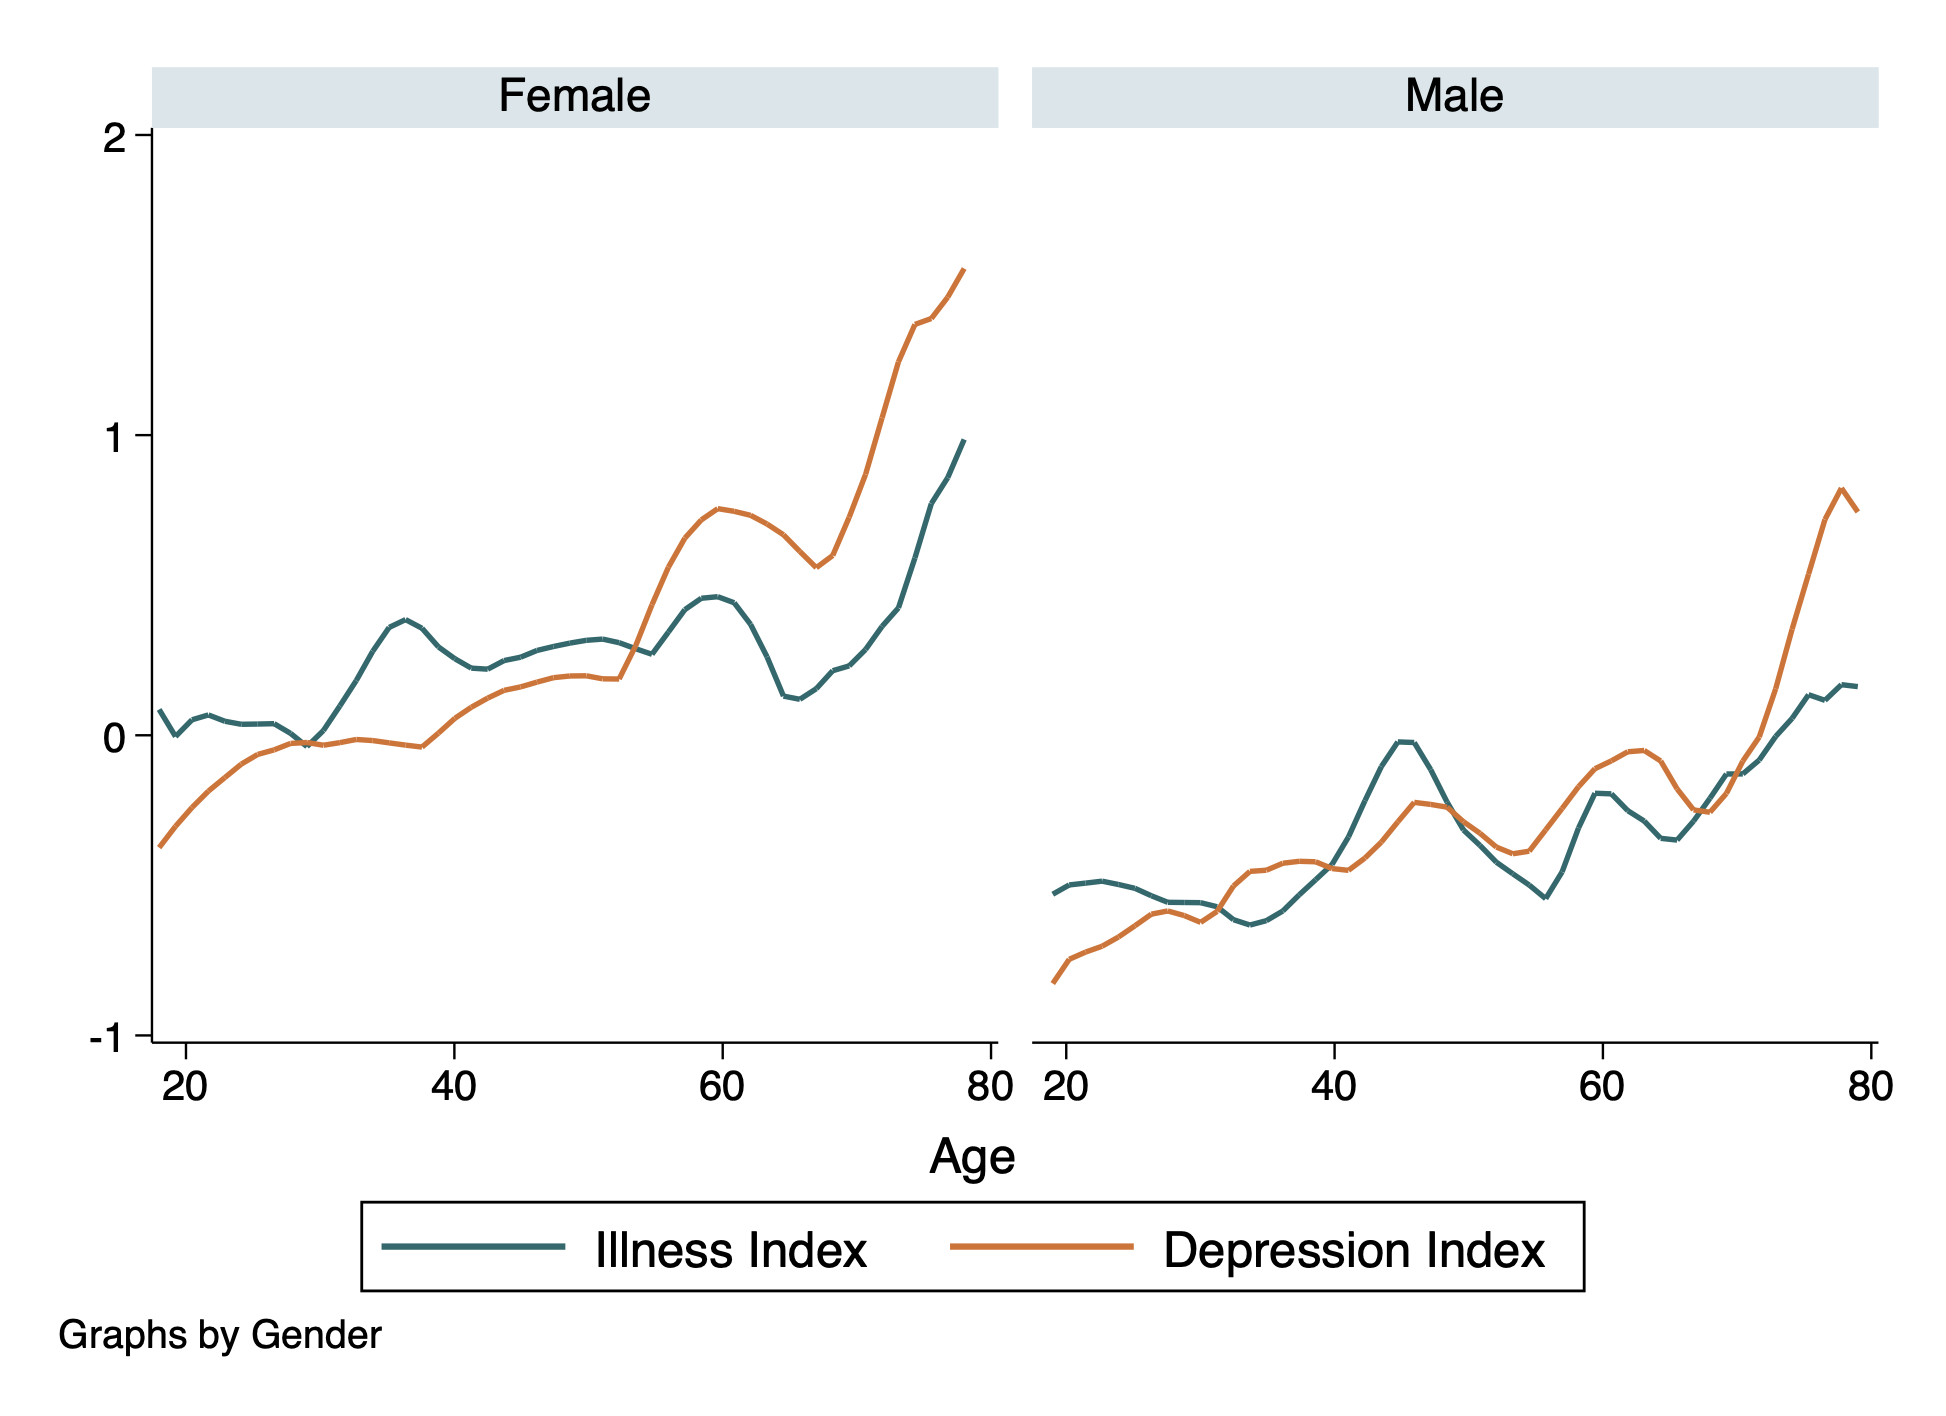 Female Male
2
1
0
-1
20 40 60 80 20 40 60 80
Age
Illness Index Depression Index
Graphs by Gender